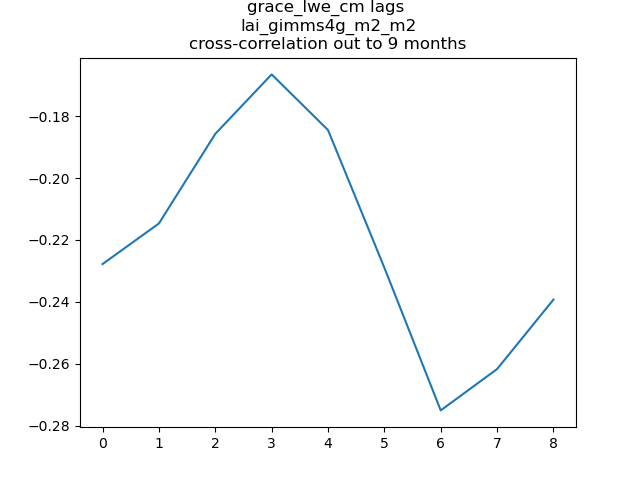 grace_lwe_cm lags
lai_gimms4g_m2_m2
cross-correlation out to 9 months
−0.18
−0.20
−0.22
−0.24
−0.26
−0.28
0 1 2 3 4 5 6 7 8